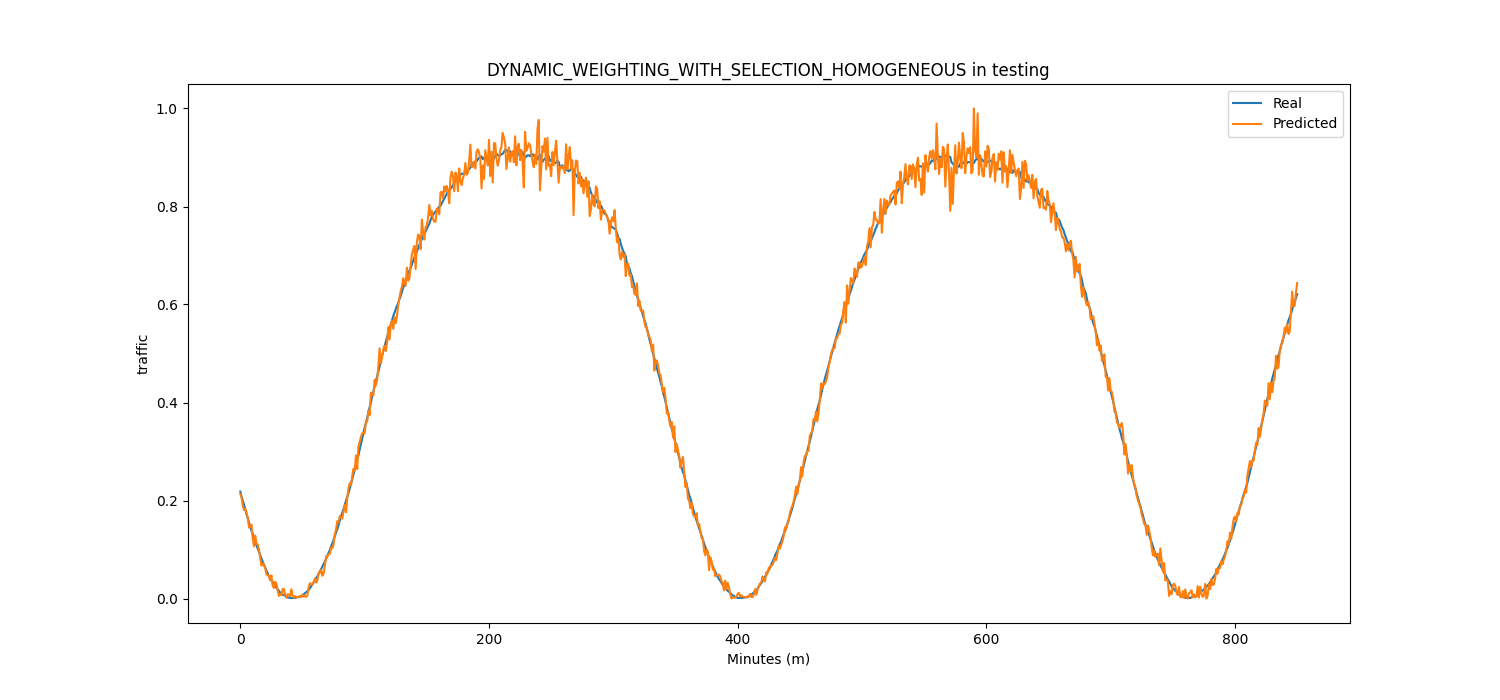 DYNAMIC_WEIGHTING_WITH_SELECTION_HOMOGENEOUS in testing
Real
Predicted
traffic
1.0
0.8
0.6
0.4
0.2
0.0
0
200
400
600
800
Minutes (m)